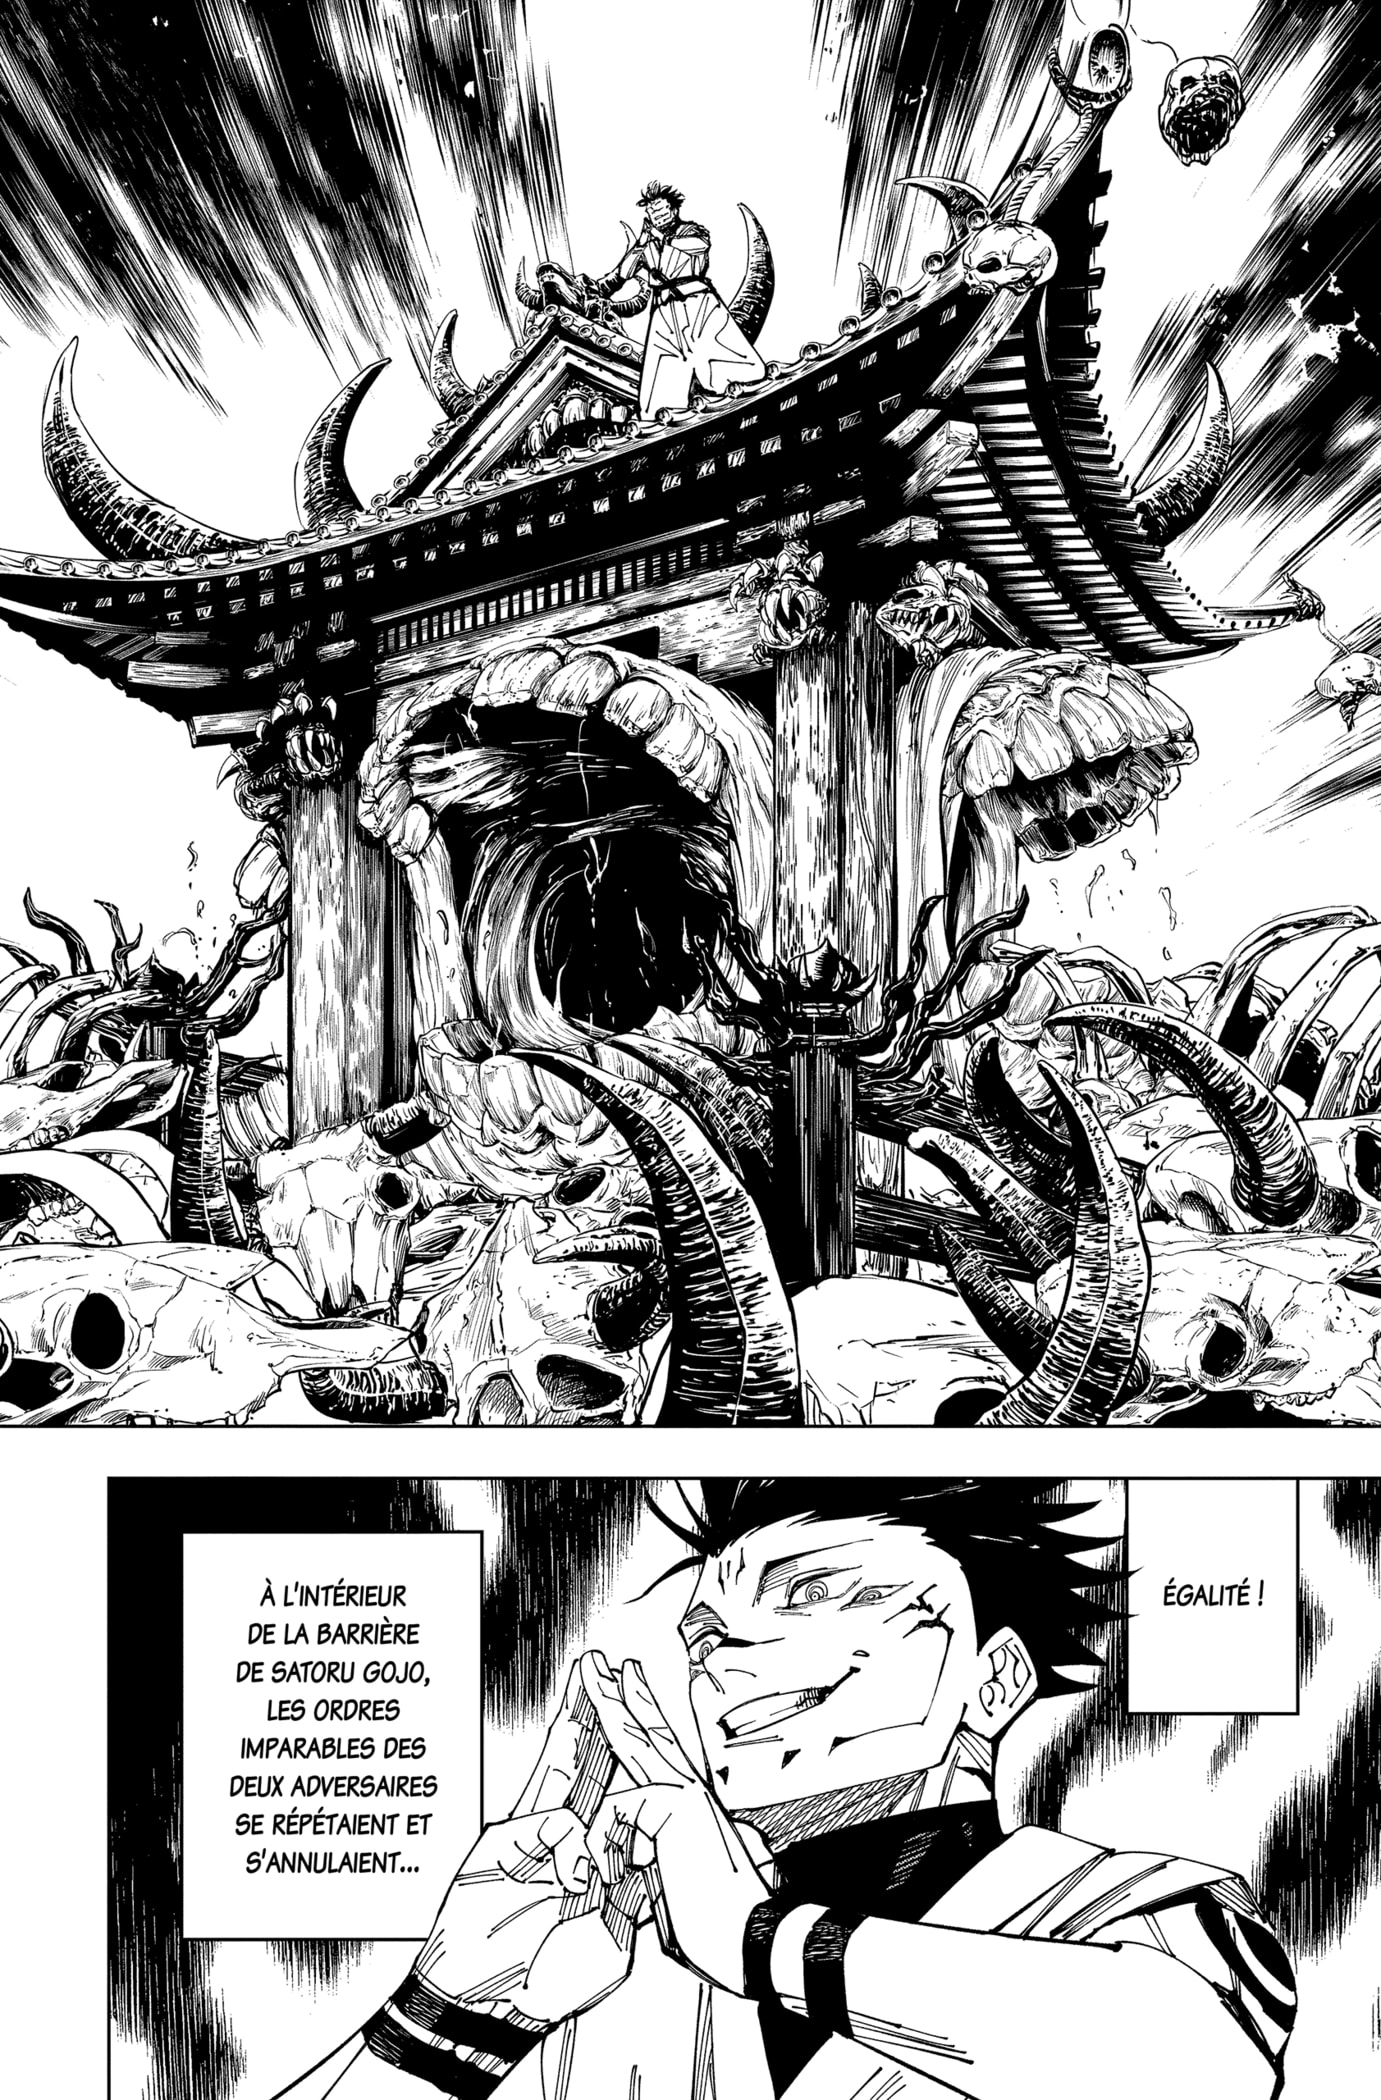 ÉGALITÉ !
À L'INTÉRIEUR
DE LA BARRIÈRE
DE SATORU GOJO,
LES ORDRES
IMPARABLES DES
DEUX ADVERSAIRES
SE RÉPÉTAIENT ET
S'ANNULAIENT...